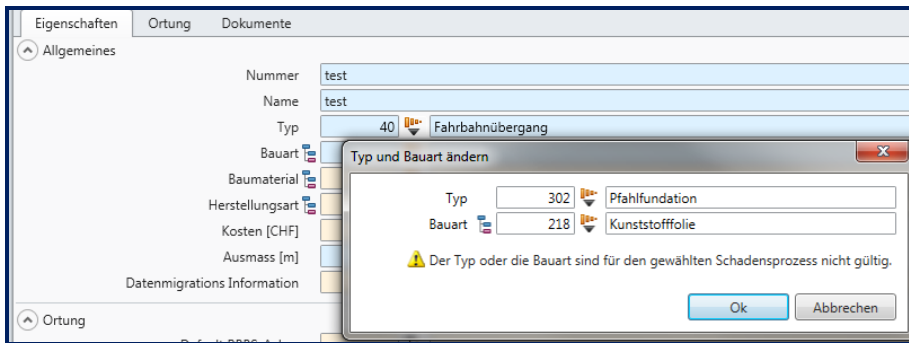 Eigenschaften Ortung Dokumente
Allgemeines
Nummer test
Name test
Typ 40 Fahrbahnübergang
Bauart
Typ und Bauart ändern
Baumaterial
Typ 302 Pfahlfundation
Herstellungsart
Bauart 218 Kunststofffolie
Kosten [CHF]
Ausmass [m]
Der Typ oder die Bauart sind für den gewählten Schadensprozess nicht gültig.
Datenmigrations Information
Ok Abbrechen
Ortung